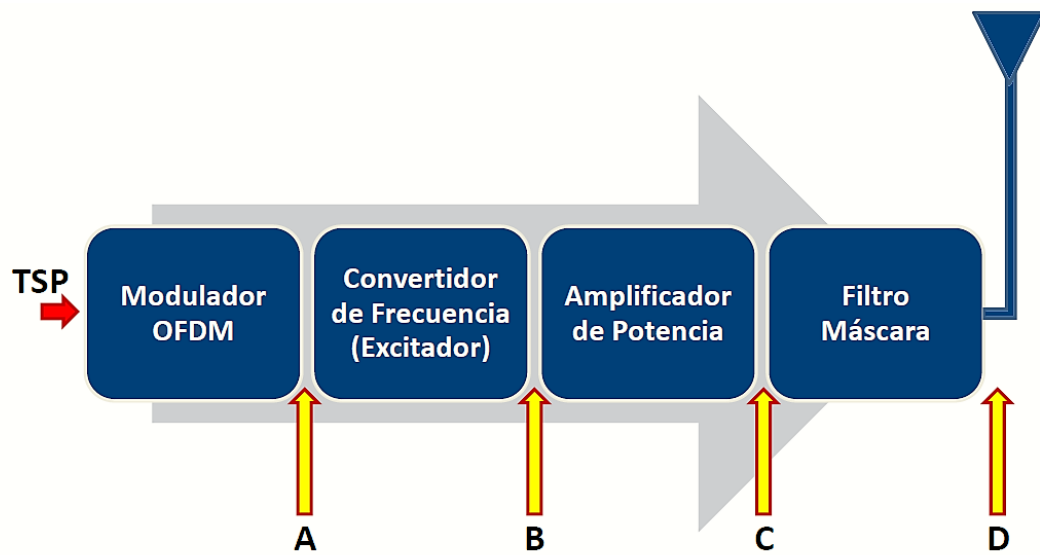 TSP
Modulador
OFDM
Convertidor
de Frecuencia
(Excitador)
Amplificador
de Potencia
Filtro
Máscara
A
B
C
D